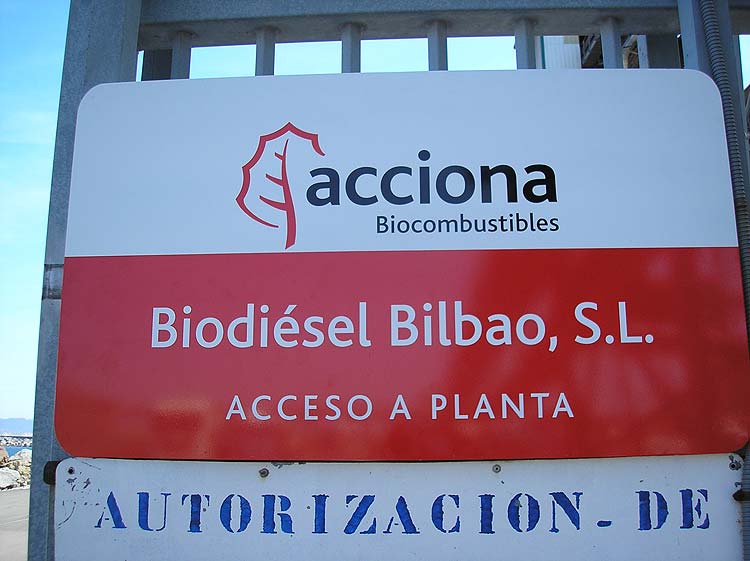 acciona
Biocombustibles
Biodiésel Bilbao, S.L.
ACCESO A PLANTA
AUTORIZACION-DE